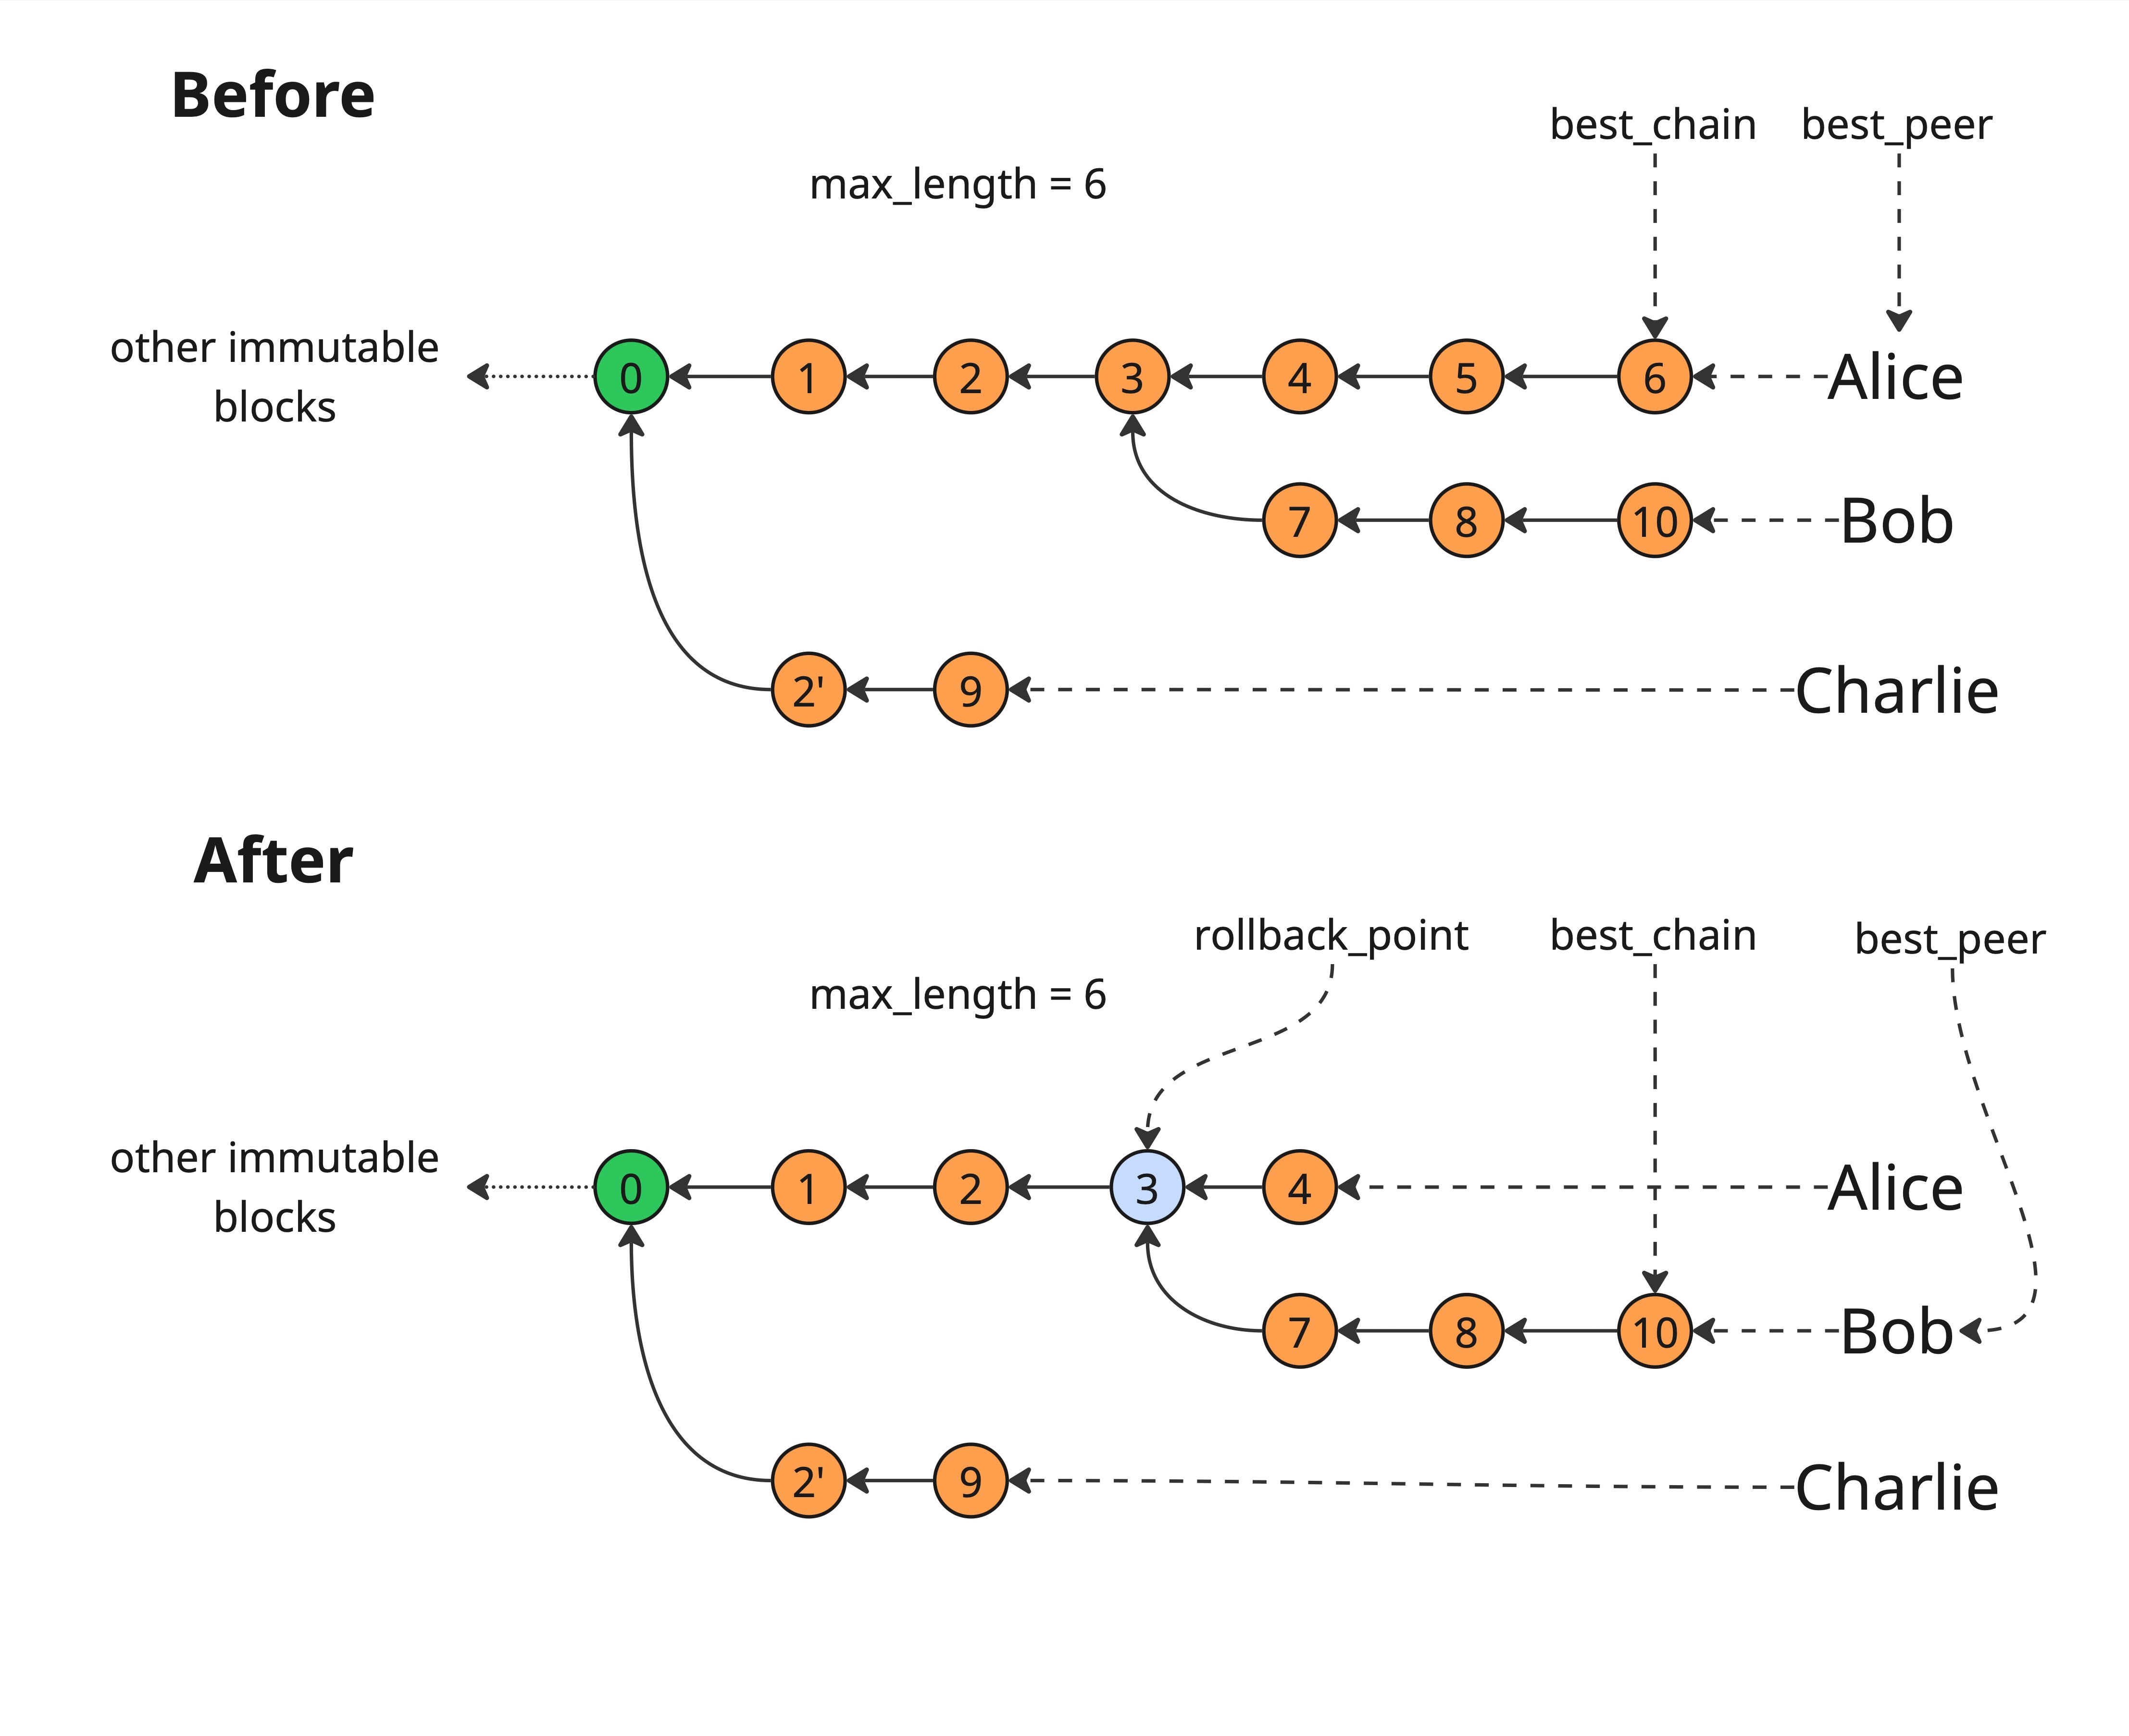 Before
best_chain best_peer
max_length = 6
other immutable
blocks
0 1 2 3 4 5 6 Alice
7 8 10 Bob
2' 9 Charlie
After
rollback_point best_chain best_peer
max_length = 6
other immutable
blocks
0 1 2 3 4 Alice
7 8 10 Bob
2' 9 Charlie